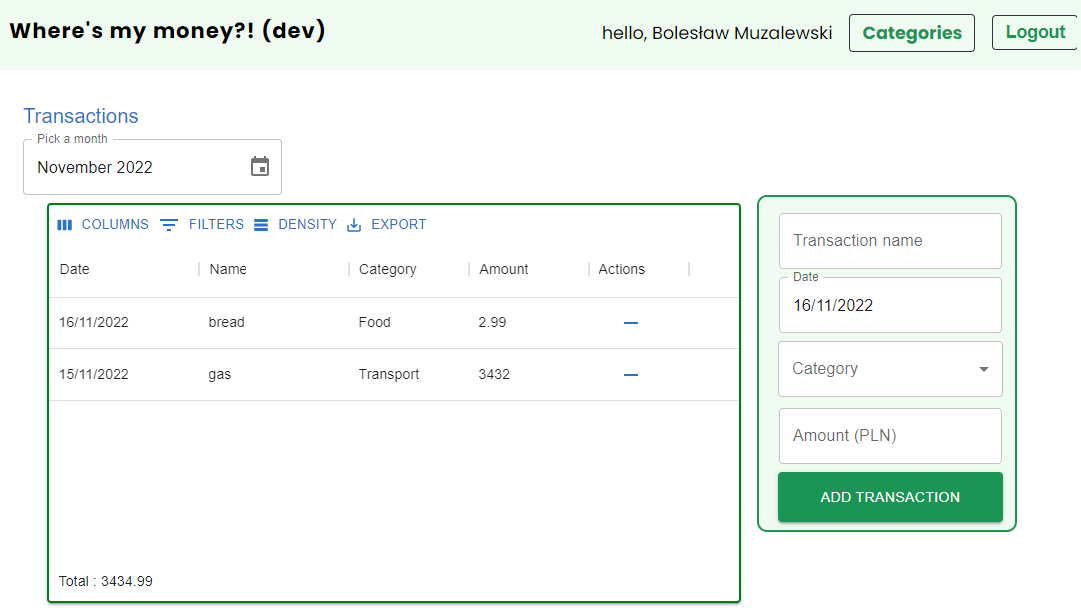 Where's my money?! (dev)
hello, Bolesław Muzalewski
Categories
Logout
Transactions
Pick a month
November 2022
COLUMNS FILTERS DENSITY EXPORT
Date Name Category Amount Actions
16/11/2022 bread Food 2.99
15/11/2022 gas Transport 3432
Total : 3434.99
Transaction name
Date
16/11/2022
Category
Amount (PLN)
ADD TRANSACTION